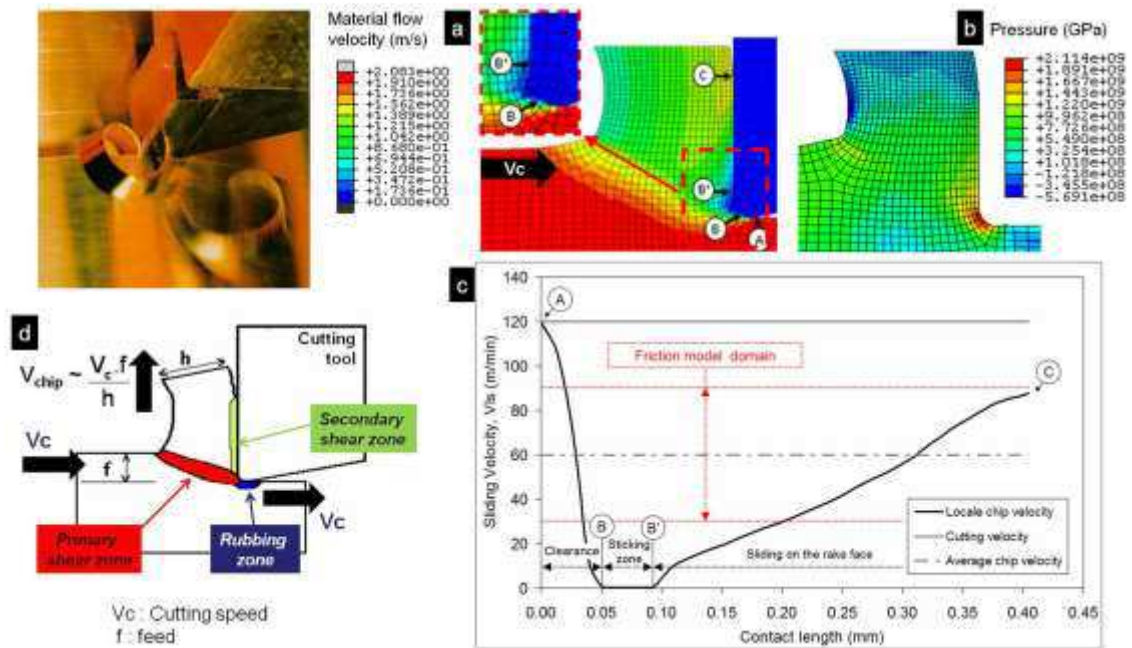 Material flow
velocity (m/s)
+2.083e+00
+1.910e+00
+1.736e+00
+1.562e+00
+1.389e+00
+1.215e+00
+1.042e+00
+8.680e-01
+6.944e-01
+5.208e-01
+3.472e-01
+1.736e-01
+0.000e+00
a
B'
B
C
Vc
B'
B
A
b
Pressure (GPa)
+2.114e+09
+1.891e+09
+1.667e+09
+1.443e+09
+1.220e+09
+9.962e+08
+7.726e+08
+5.490e+08
+3.254e+08
+1.018e+08
-3.455e+08
-5.691e+08
d
Vchip ~ Vc.f
h
h
Cutting
tool
Secondary
shear zone
Vc
f
Vc
Primary
shear zone
Rubbing
zone
Vc : Cutting speed
f : feed
c
Sliding Velocity, Vls (m/min)
140
120
100
80
60
40
20
0
A
Friction model domain
C
B
B'
Clearance
Sticking
zone
Sliding on the rake face
Locale chip velocity
Cutting velocity
Average chip velocity
0.00 0.05 0.10 0.15 0.20 0.25 0.30 0.35 0.40 0.45
Contact length (mm)